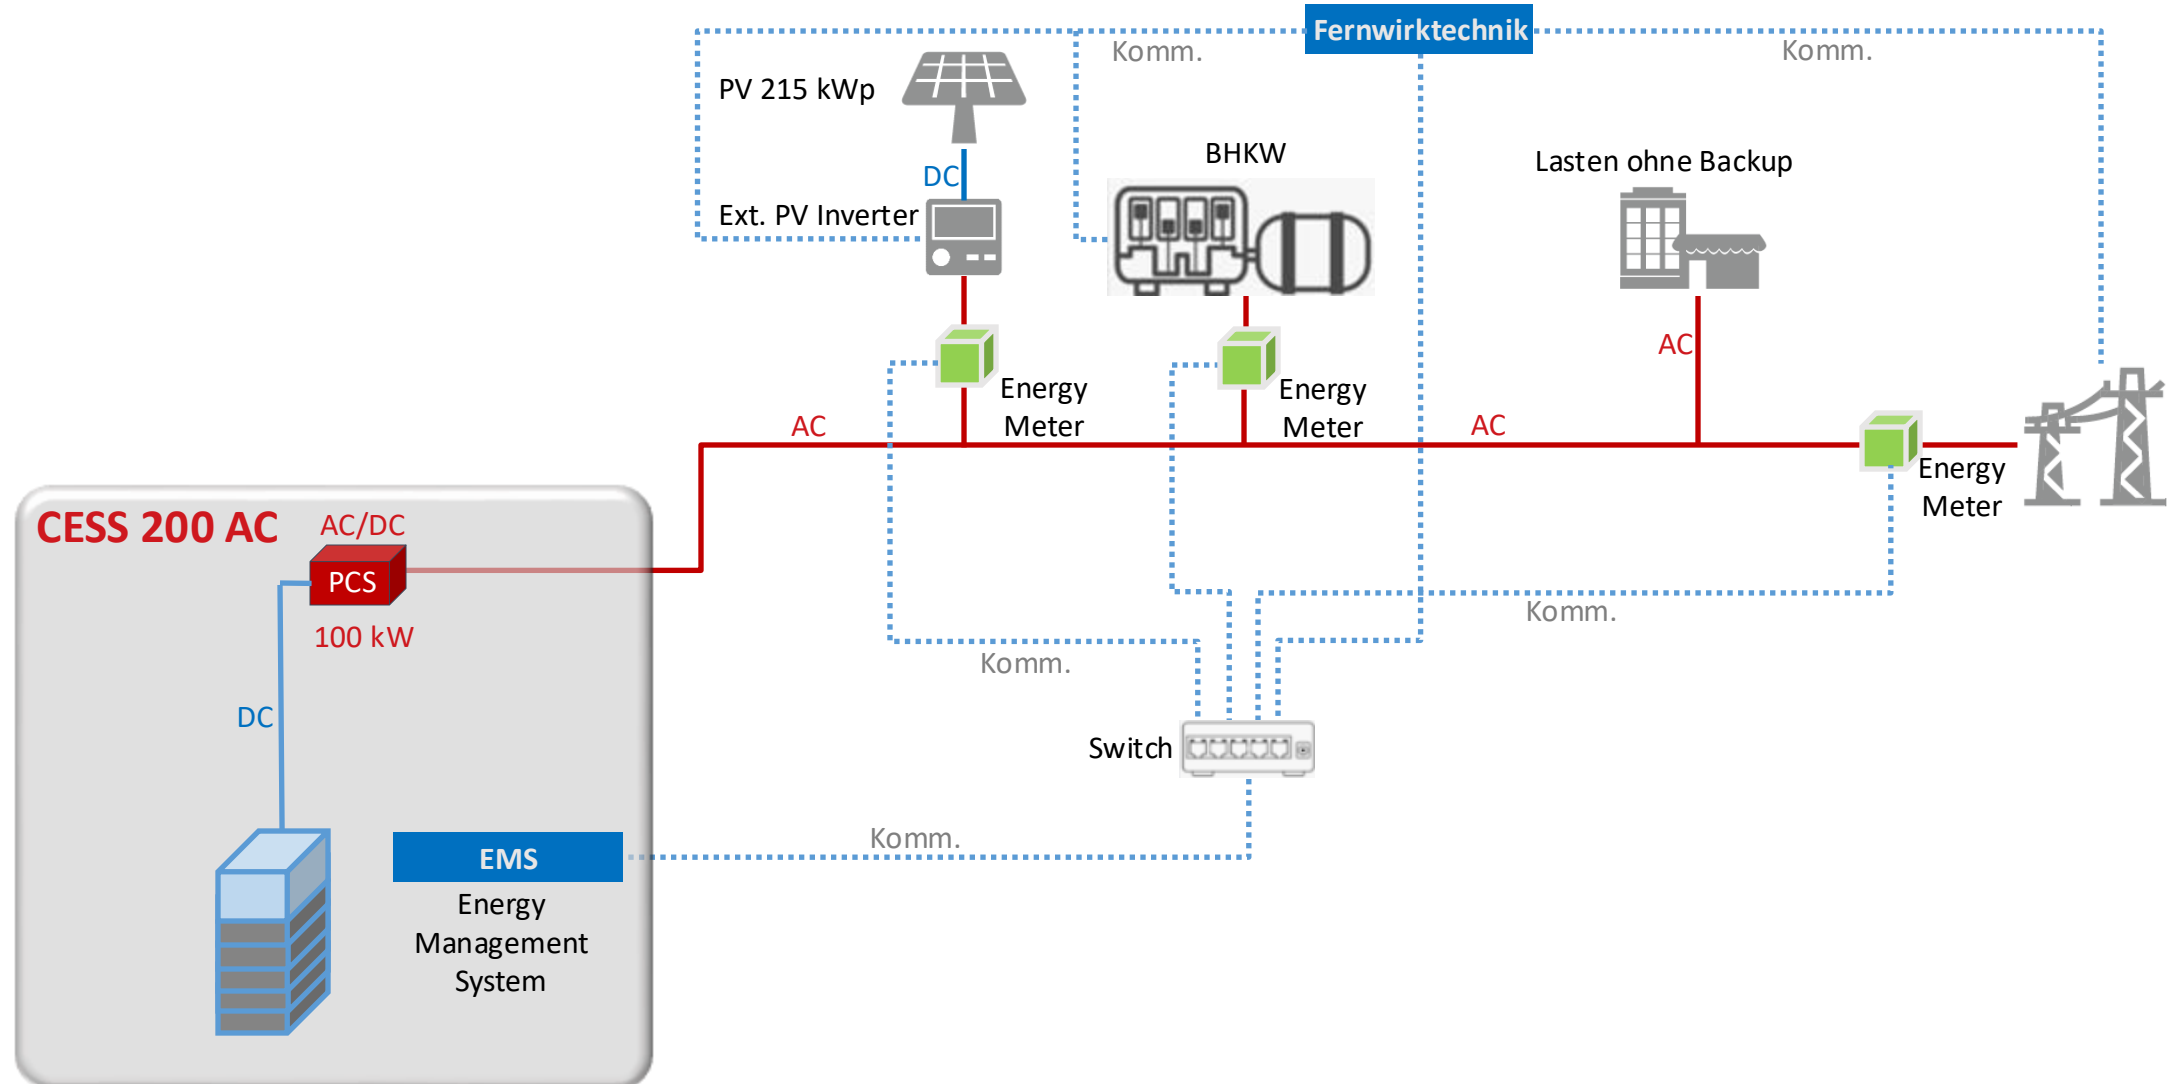 Fernwirktechnik
Komm.
Komm.
PV 215 kWp
DC
Ext. PV Inverter
BHKW
Lasten ohne Backup
AC
Energy
Meter
Energy
Meter
AC
AC
Energy
Meter
CESS 200 AC
AC/DC
PCS
100 kW
Komm.
Komm.
DC
Switch
Komm.
EMS
Energy
Management
System